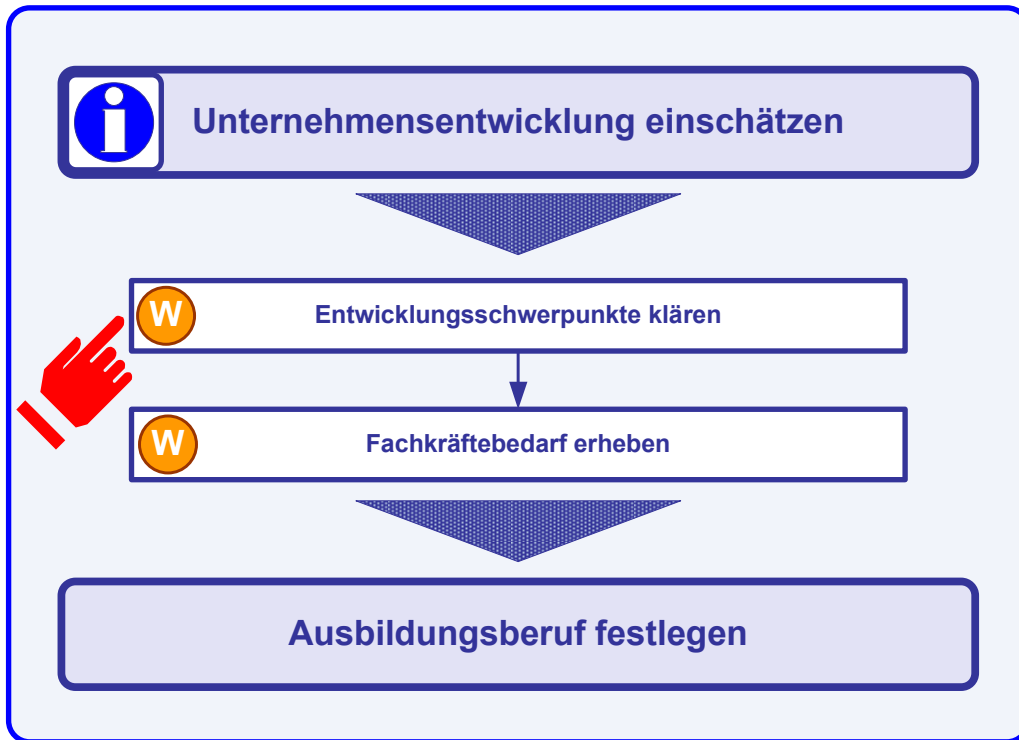 i
Unternehmensentwicklung einschätzen
W
Entwicklungsschwerpunkte klären
W
Fachkräftebedarf erheben
Ausbildungsberuf festlegen